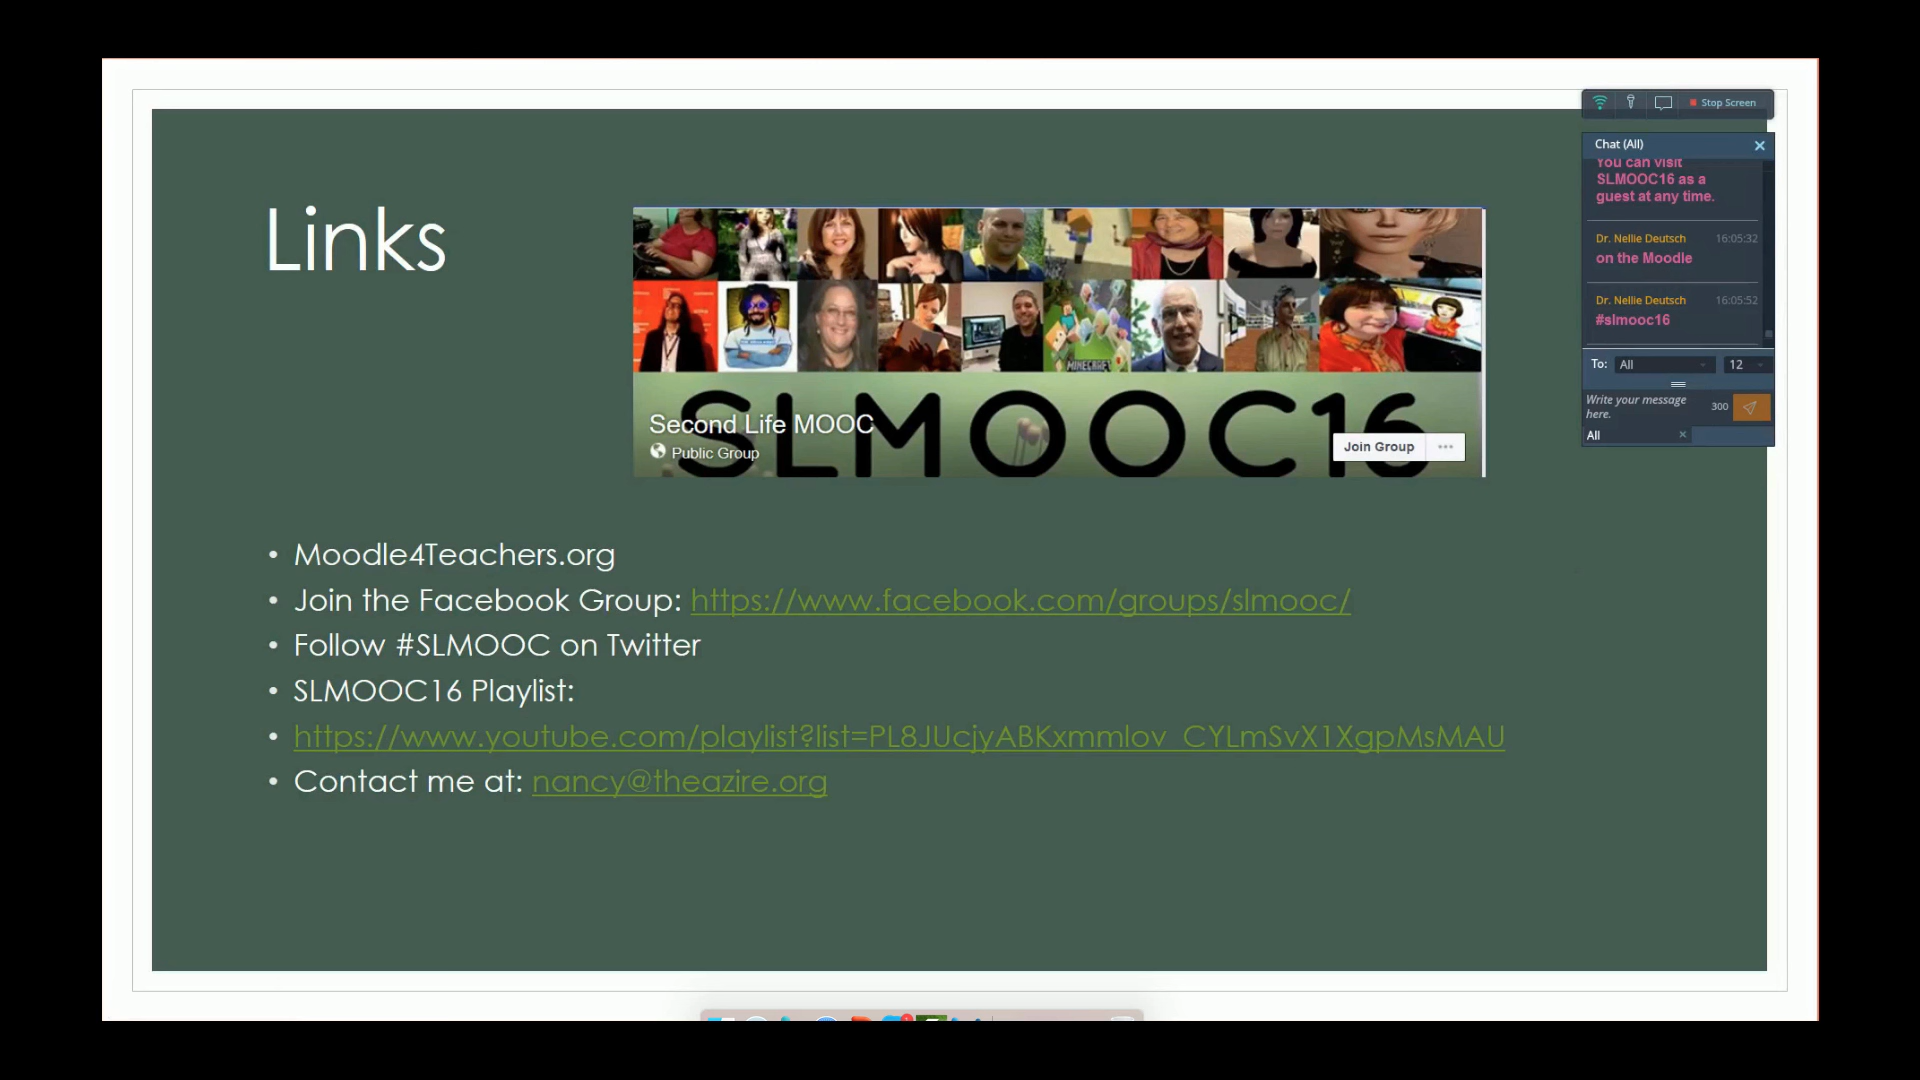 Links
Second Life MOOC
Public Group
SLMOOC16
Join Group
MINECRAFT
• Moodle4Teachers.org
• Join the Facebook Group: https://www.facebook.com/groups/slmooc/
• Follow #SLMOOC on Twitter
• SLMOOC16 Playlist:
• https://www.youtube.com/playlist?list=PL8JUcjyABKxmmlov_CYLmSvX1XgpMsMAU
• Contact me at: nancy@theazire.org
Stop Screen
Chat (All)
You can visit
SLMOOC16 as a
guest at any time.
Dr. Nellie Deutsch 16:05:32
on the Moodle
Dr. Nellie Deutsch 16:05:52
#slmooc16
To: All 12
Write your message
here.
300
All